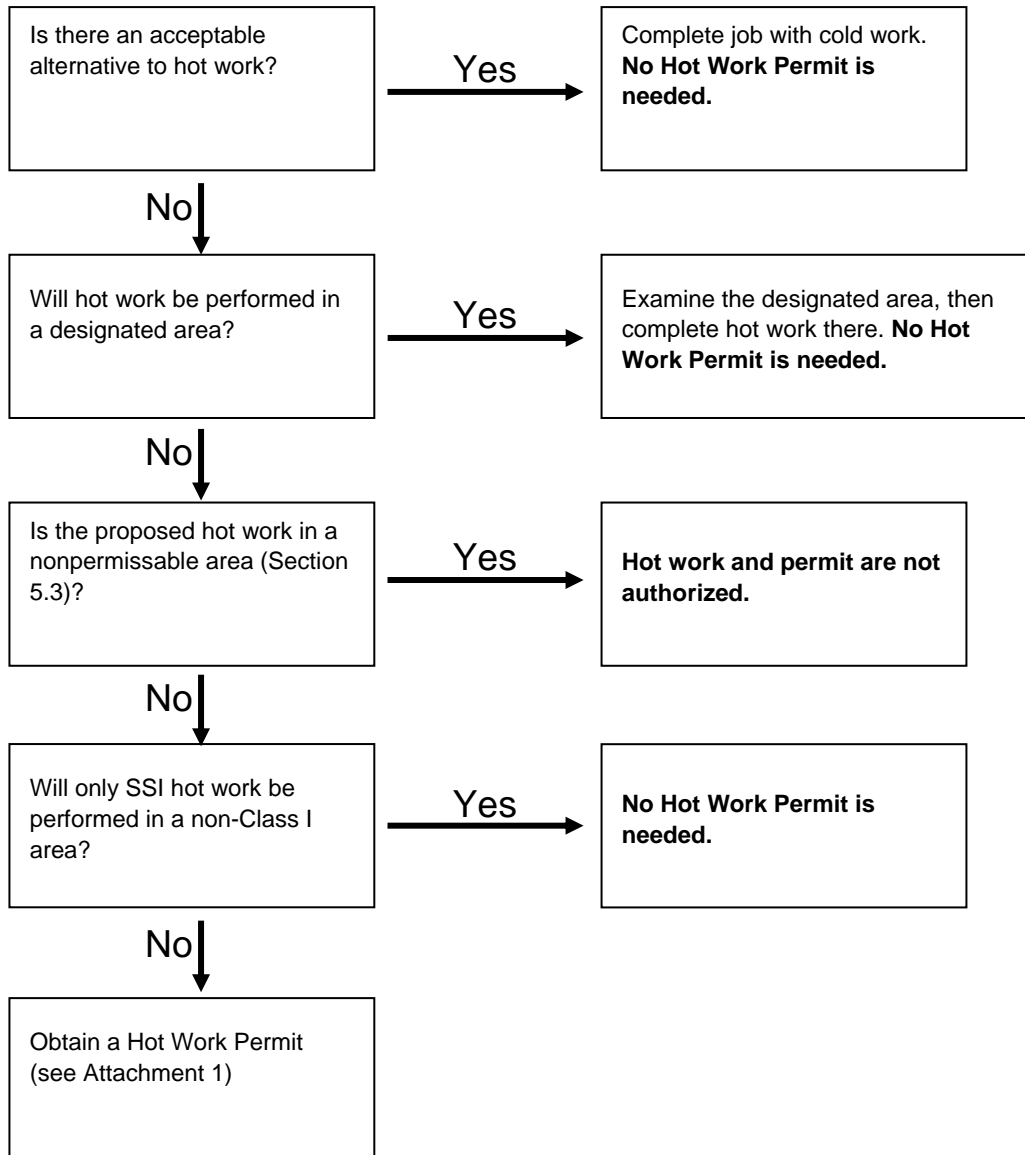 Is there an acceptable
alternative to hot work?
Yes
Complete job with cold work.
No Hot Work Permit is
needed.
No
Will hot work be performed in
a designated area?
Yes
Examine the designated area, then
complete hot work there. No Hot
Work Permit is needed.
No
Is the proposed hot work in a
nonpermissable area (Section
5.3)?
Yes
Hot work and permit are not
authorized.
No
Will only SSI hot work be
performed in a non-Class I
area?
Yes
No Hot Work Permit is
needed.
No
Obtain a Hot Work Permit
(see Attachment 1)